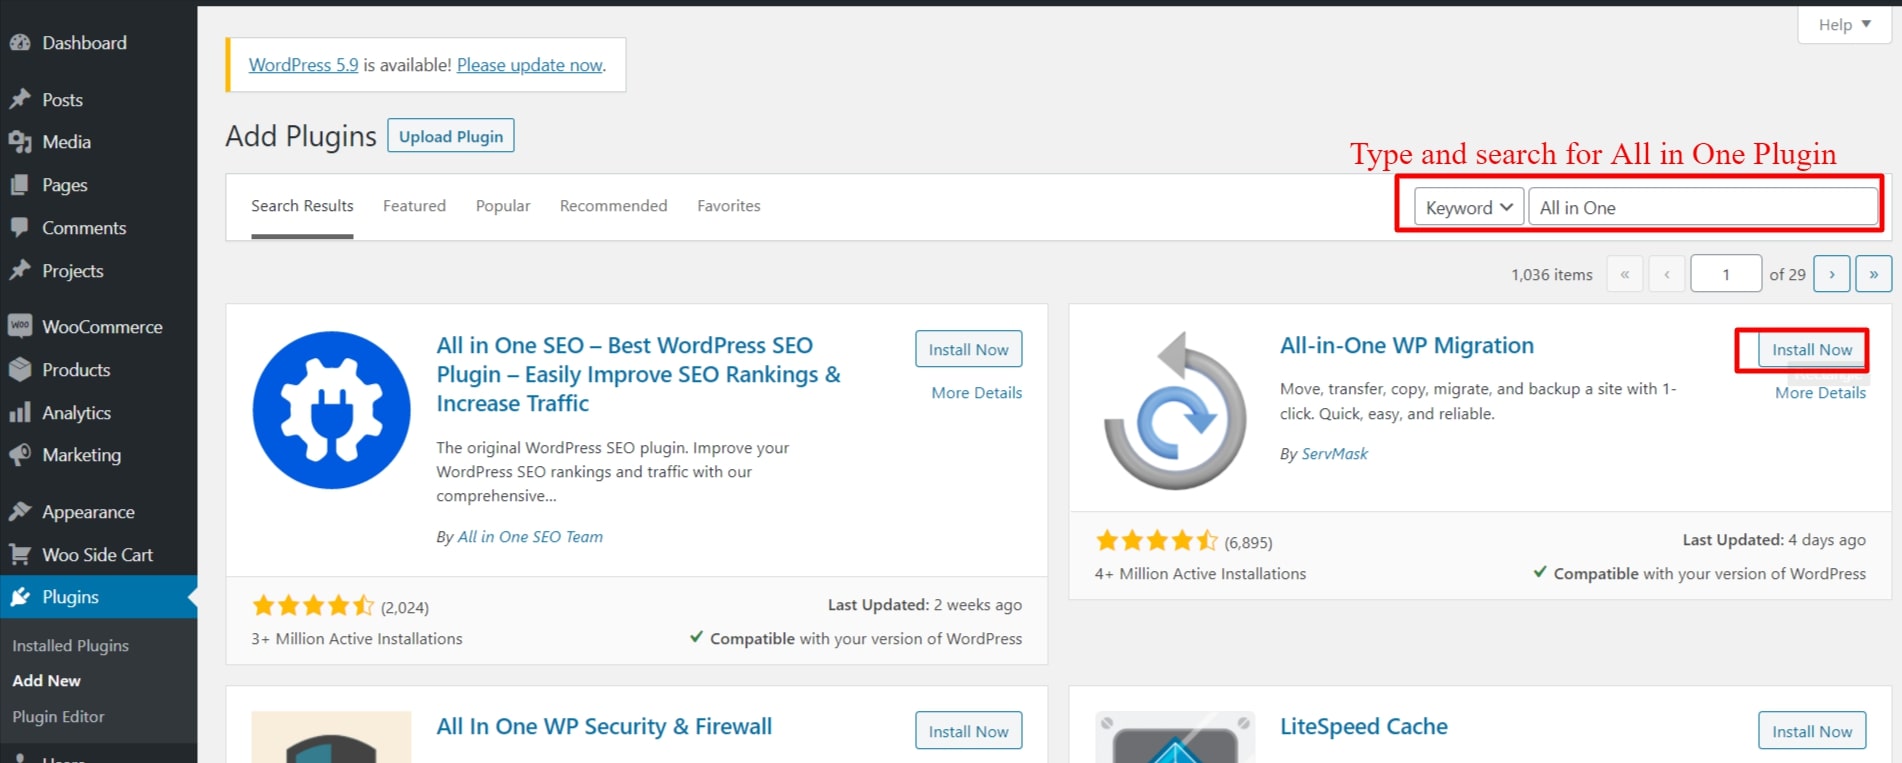 Help
Dashboard
Posts
Media
Pages
Comments
Projects
WOO WooCommerce
Products
Analytics
Marketing
Appearance
Woo Side Cart
Plugins
Installed Plugins
Add New
Plugin Editor
WordPress 5.9 is available! Please update now.
Add Plugins Upload Plugin
Type and search for All in One Plugin
Search Results Featured Popular Recommended Favorites Keyword All in One
1,036 items « ‹ 1 of 29 › »
All in One SEO – Best WordPress SEO
Plugin – Easily Improve SEO Rankings &
Increase Traffic
Install Now
More Details
The original WordPress SEO plugin. Improve your
WordPress SEO rankings and traffic with our
comprehensive...
By All in One SEO Team
(2,024)
Last Updated: 2 weeks ago
3+ Million Active Installations
Compatible with your version of WordPress
All-in-One WP Migration
Install Now
More Details
Move, transfer, copy, migrate, and backup a site with 1-
click. Quick, easy, and reliable.
By ServMask
(6,895)
Last Updated: 4 days ago
4+ Million Active Installations
Compatible with your version of WordPress
All In One WP Security & Firewall
Install Now
LiteSpeed Cache
Install Now